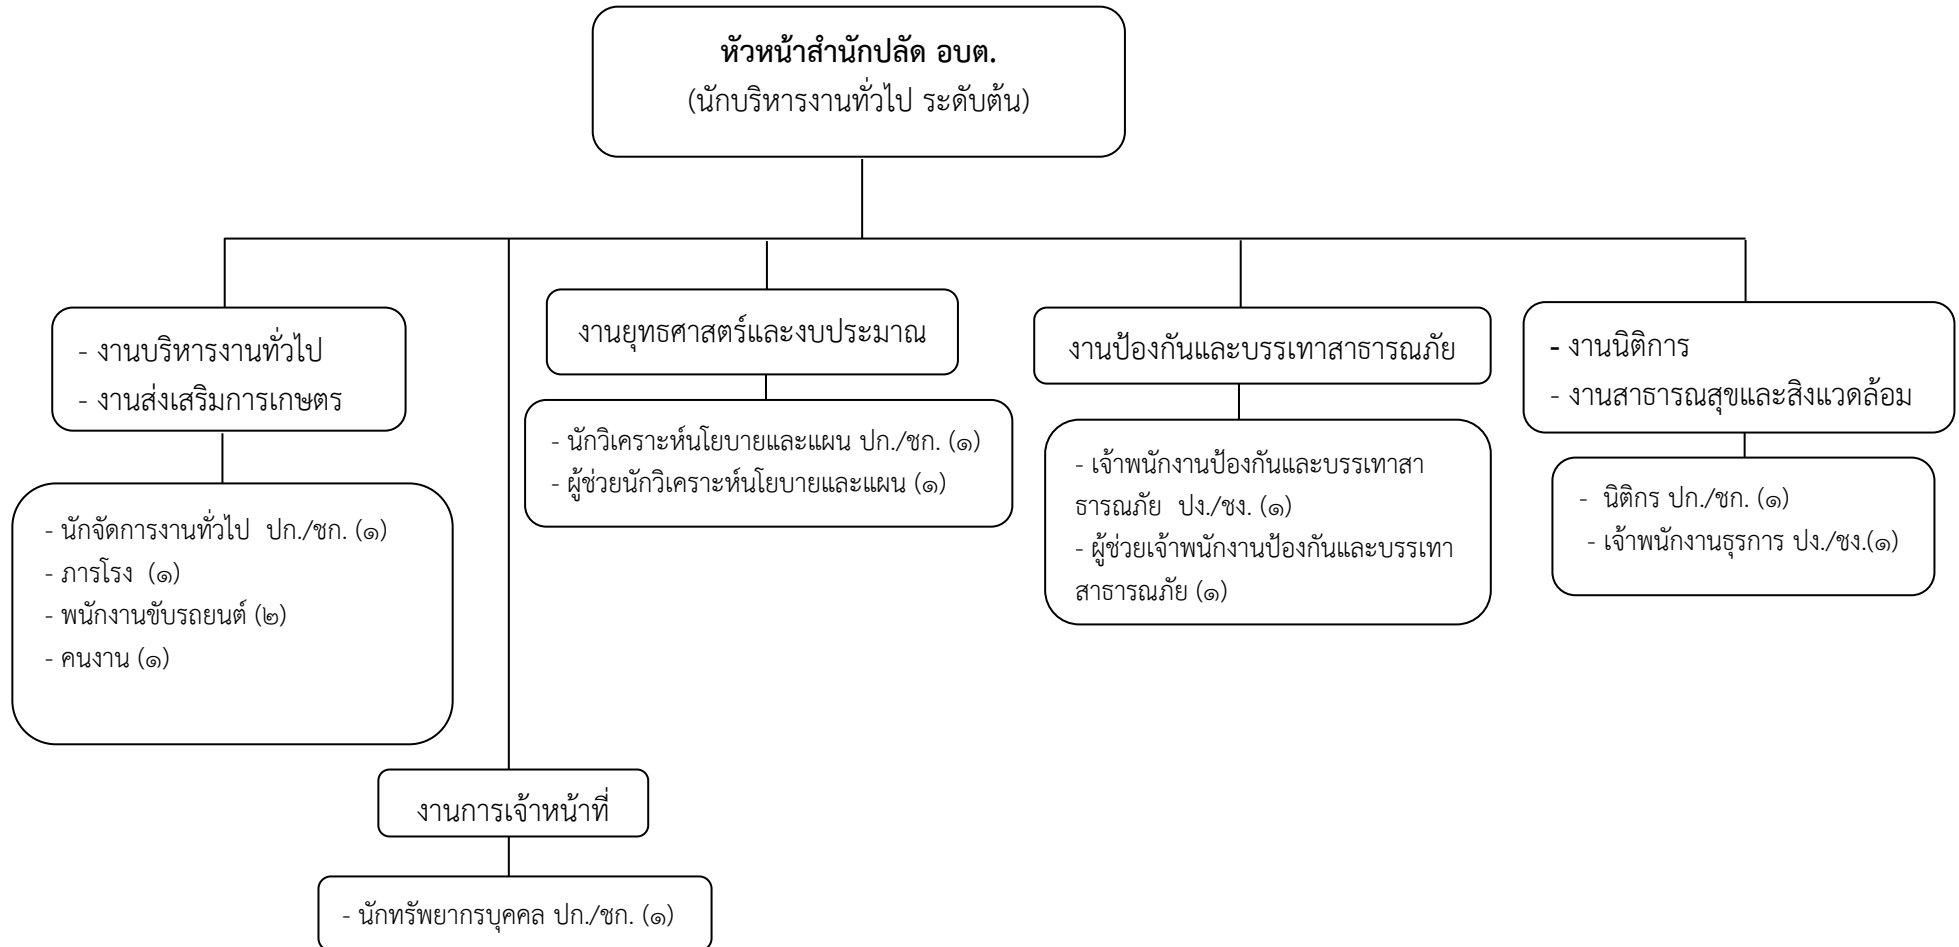 หัวหน้าสำนักปลัด อบต.
(นักบริหารงานทั่วไป ระดับต้น)
- งานบริหารงานทั่วไป
- งานส่งเสริมการเกษตร
- นักจัดการงานทั่วไป ปก./ชก. (๑)
- ภารโรง (๑)
- พนักงานขับรถยนต์ (๒)
- คนงาน (๑)
งานการเจ้าหน้าที่
- นักทรัพยากรบุคคล ปก./ชก. (๑)
งานยุทธศาสตร์และงบประมาณ
- นักวิเคราะห์นโยบายและแผน ปก./ชก. (๑)
- ผู้ช่วยนักวิเคราะห์นโยบายและแผน (๑)
งานป้องกันและบรรเทาสาธารณภัย
- เจ้าพนักงานป้องกันและบรรเทาสา
ธารณภัย ปง./ชง. (๑)
- ผู้ช่วยเจ้าพนักงานป้องกันและบรรเทา
สาธารณภัย (๑)
- งานนิติการ
- งานสาธารณสุขและสิงแวดล้อม
- นิติกร ปก./ชก. (๑)
- เจ้าพนักงานธุรการ ปง./ชง.(๑)